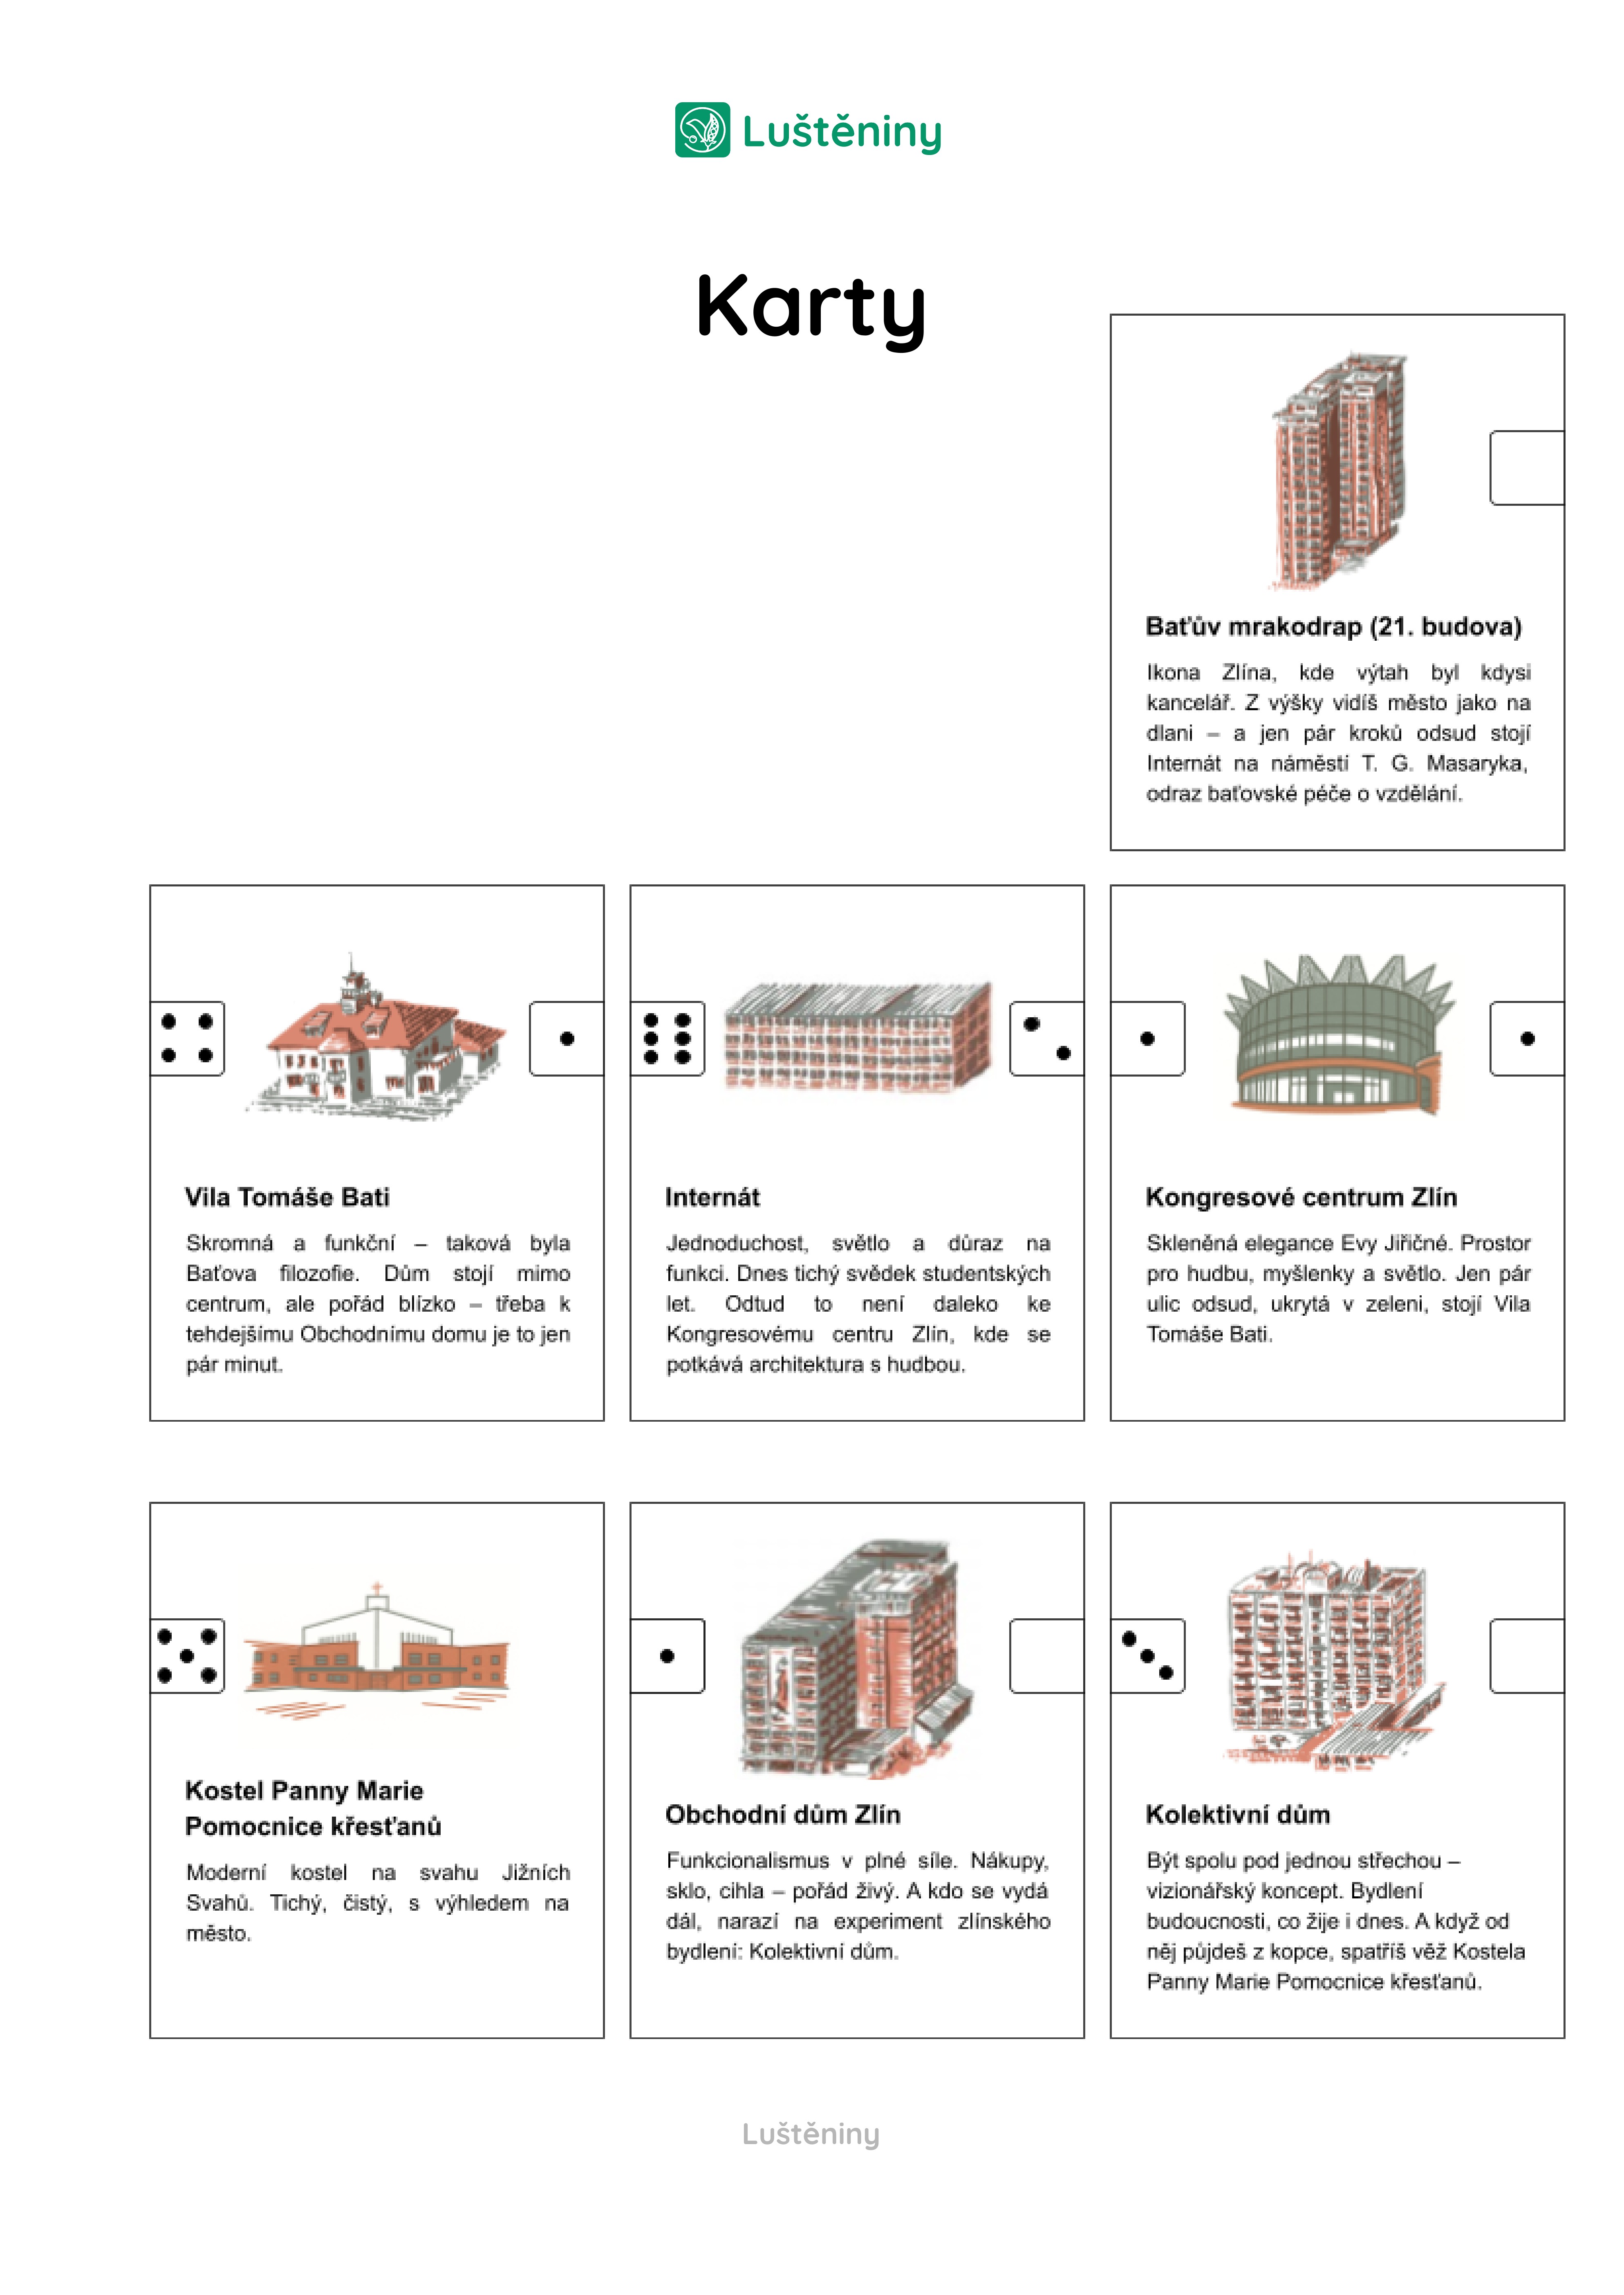 Luštěniny
Karty
Baťův mrakodrap (21. budova)
Ikona Zlína, kde výtah byl kdysi
kancelář. Z výšky vidíš město jako na
dlani – a jen pár kroků odsud stojí
Internát na náměstí T. G. Masaryka,
odraz baťovské péče o vzdělání.
Vila Tomáše Bati
Skromná a funkční – taková byla
Baťova filozofie. Dům stojí mimo
centrum, ale pořád blízko – třeba k
tehdejšímu Obchodnímu domu je to jen
pár minut.
Internát
Jednoduchost, světlo a důraz na
funkci. Dnes tichý svědek studentských
let. Odtud to není daleko ke
Kongresovému centru Zlín, kde se
potkává architektura s hudbou.
Kongresové centrum Zlín
Skleněná elegance Evy Jiřičné. Prostor
pro hudbu, myšlenky a světlo. Jen pár
ulic odsud, ukrytá v zeleni, stojí Vila
Tomáše Bati.
Kostel Panny Marie
Pomocnice křesťanů
Moderní kostel na svahu Jižních
Svahů. Tichý, čistý, s výhledem na
město.
Obchodní dům Zlín
Funkcionalismus v plné síle. Nákupy,
sklo, cihla – pořád živý. A kdo se vydá
dál, narazí na experiment zlínského
bydlení: Kolektivní dům.
Kolektivní dům
Být spolu pod jednou střechou –
vizionářský koncept. Bydlení
budoucnosti, co žije i dnes. A když od
něj půjdeš z kopce, spatříš věž Kostela
Panny Marie Pomocnice křesťanů.
Luštěniny